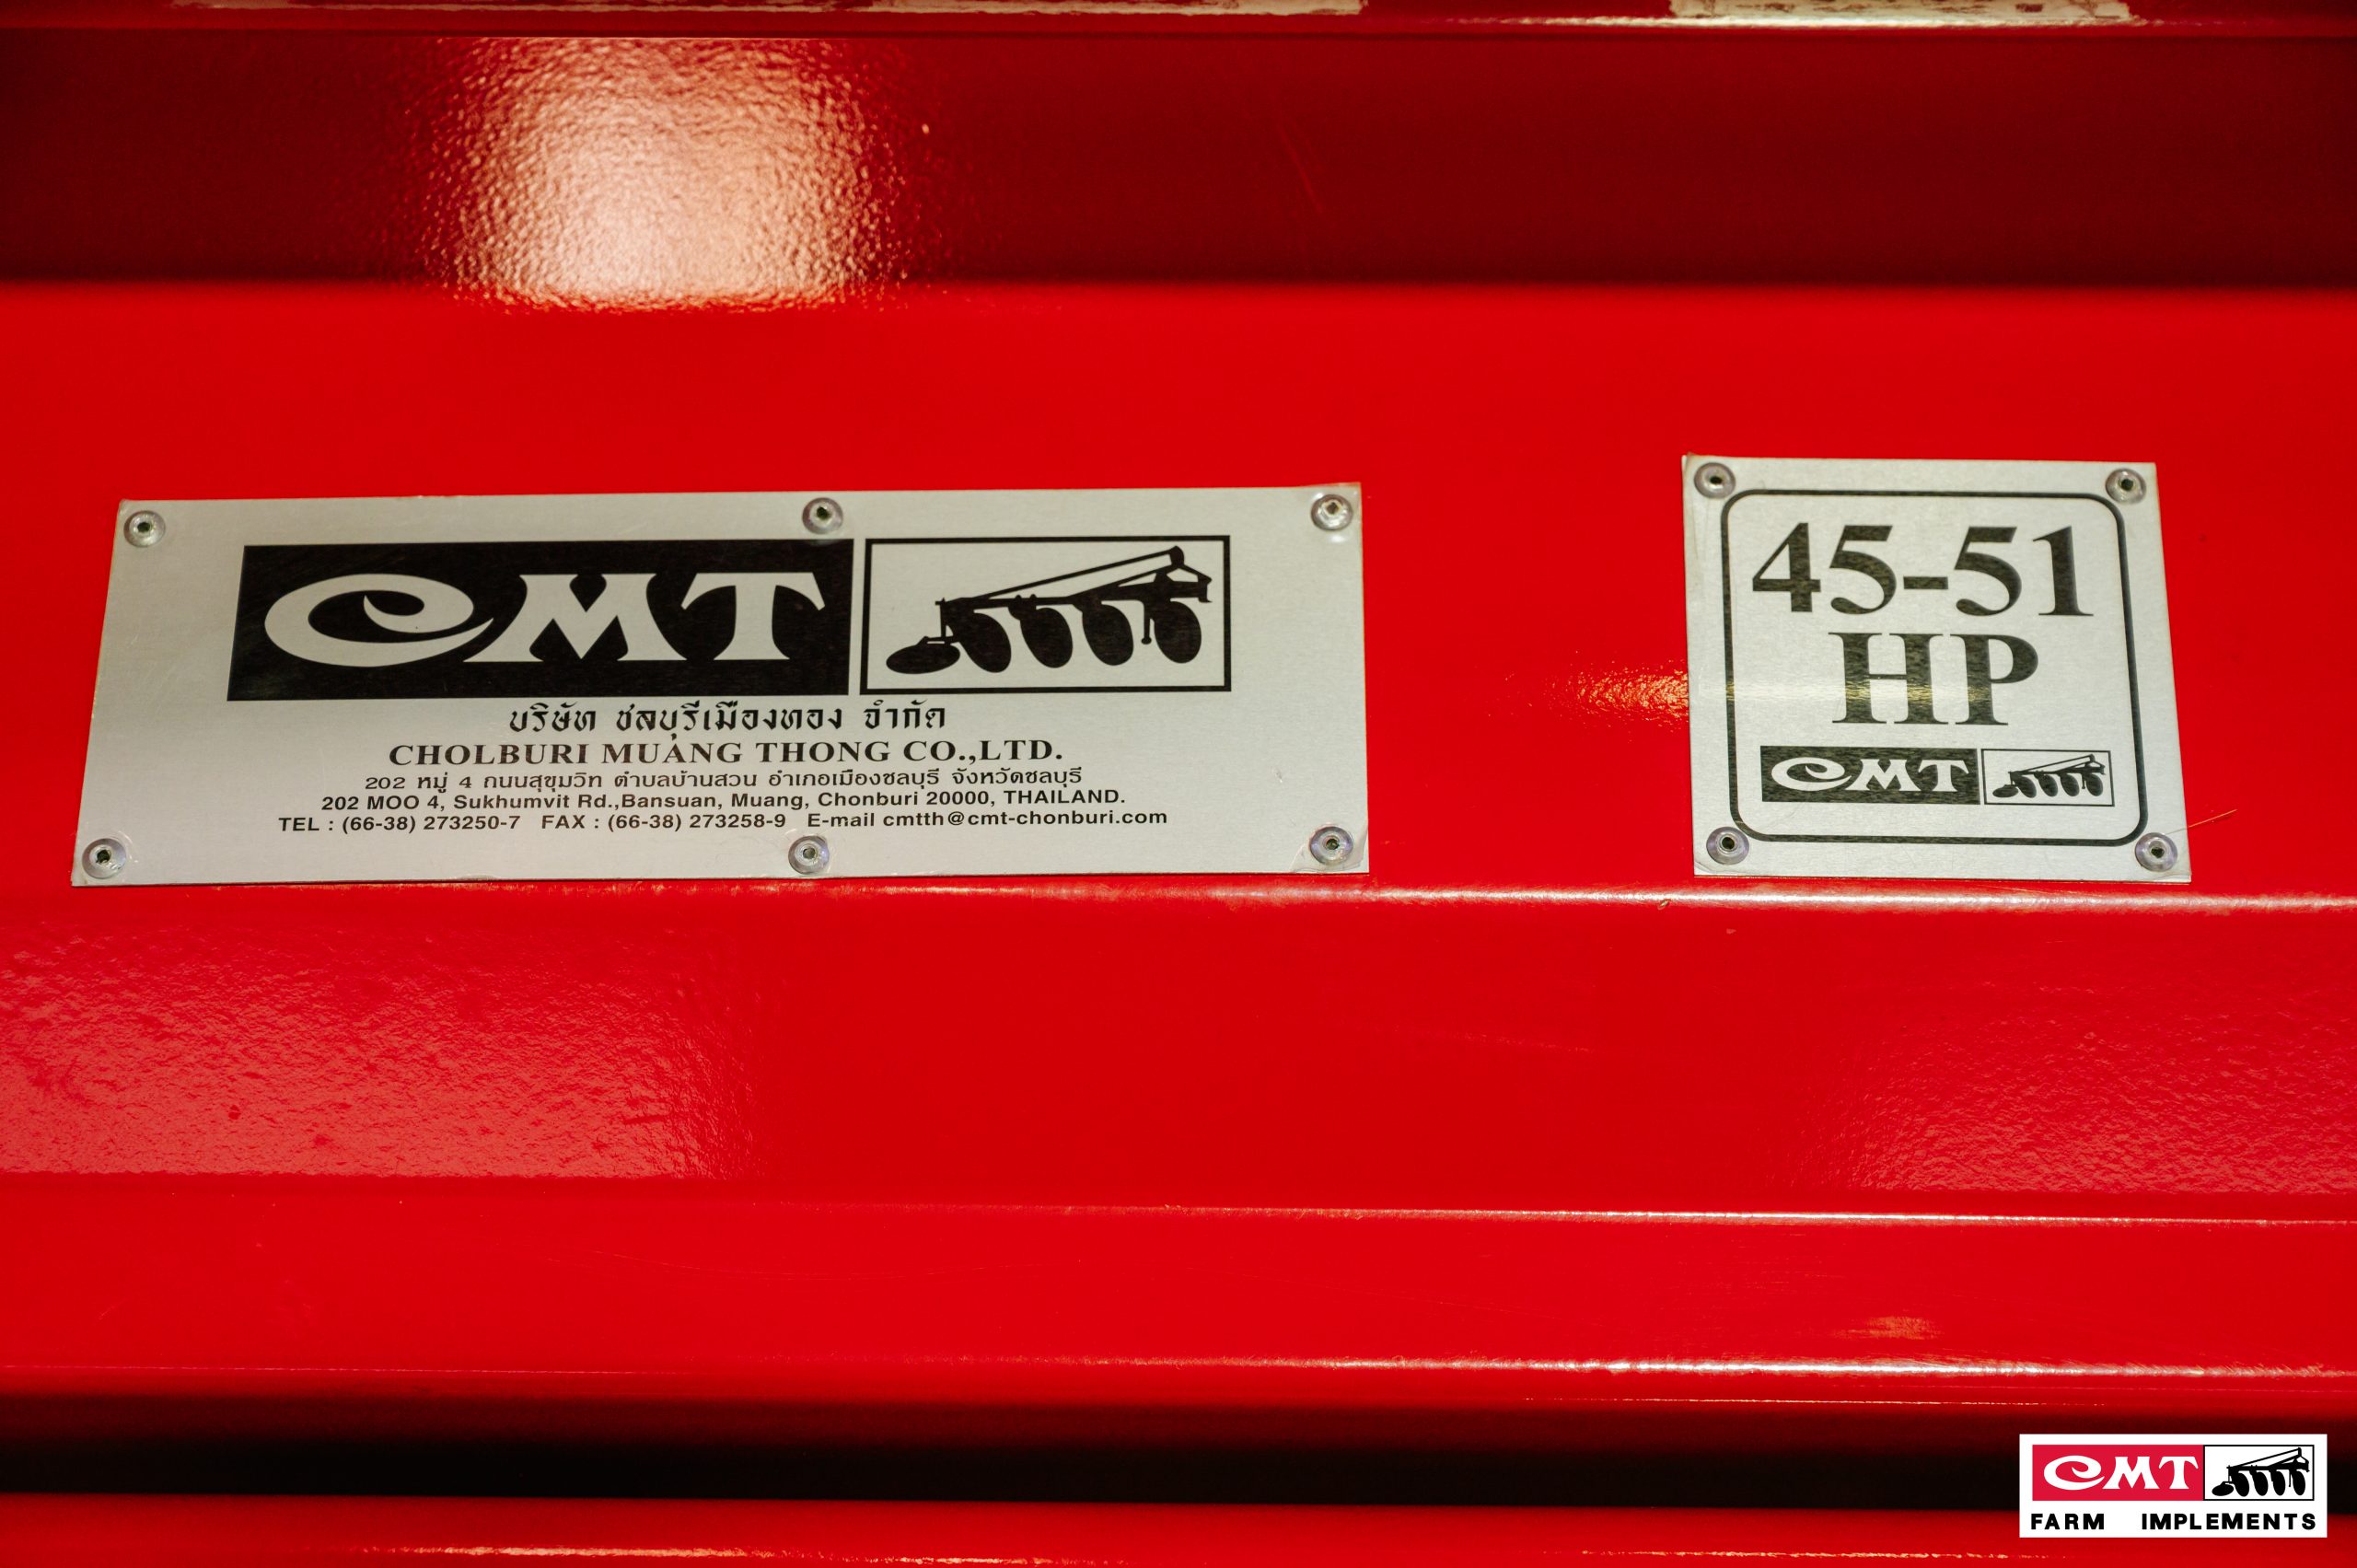 CMT
บริษัท ชลบุรีเมืองทอง จำกัด
CHOLBURI MUANG THONG CO.,LTD.
202 หมู่ 4 ถนนสุขุมวิท ตำบลบ้านสวน อำเภอเมืองชลบุรี จังหวัดชลบุรี
202 MOO 4, Sukhumvit Rd.,Bansuan, Muang, Chonburi 20000, THAILAND.
TEL : (66-38) 273250-7 FAX : (66-38) 273258-9 E-mail cmtth@cmt-chonburi.com
45-51
HP
CMT
CMT
FARM IMPLEMENTS